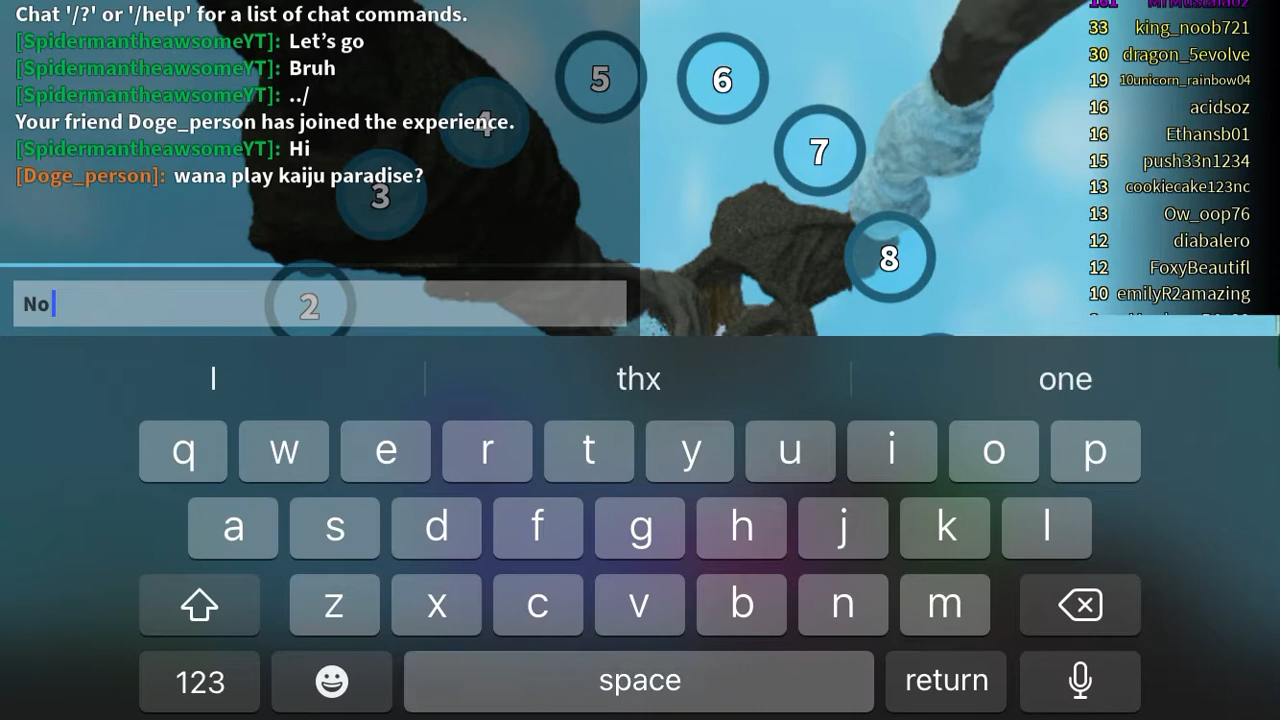 Chat '/?' or '/help' for a list of chat commands.
[SpidermantheawsomeYT]: Let's go
[SpidermantheawsomeYT]: Bruh
[SpidermantheawsomeYT]: ../
Your friend Doge_person has joined the experience.
[SpidermantheawsomeYT]: Hi
[Doge_person]: wana play kaiju paradise?
No
2
3
4
5
6
7
8
33 king_noob721
30 dragon_5evolve
19 10unicorn_rainbow04
16 acidsoz
16 Ethansb01
15 push33n1234
13 cookiecake123nc
13 Ow_oop76
12 diabalero
12 FoxyBeautifl
10 emilyR2amazing
I thx one
q w e r t y u i o p
a s d f g h j k l
z x c v b n m
123 space return